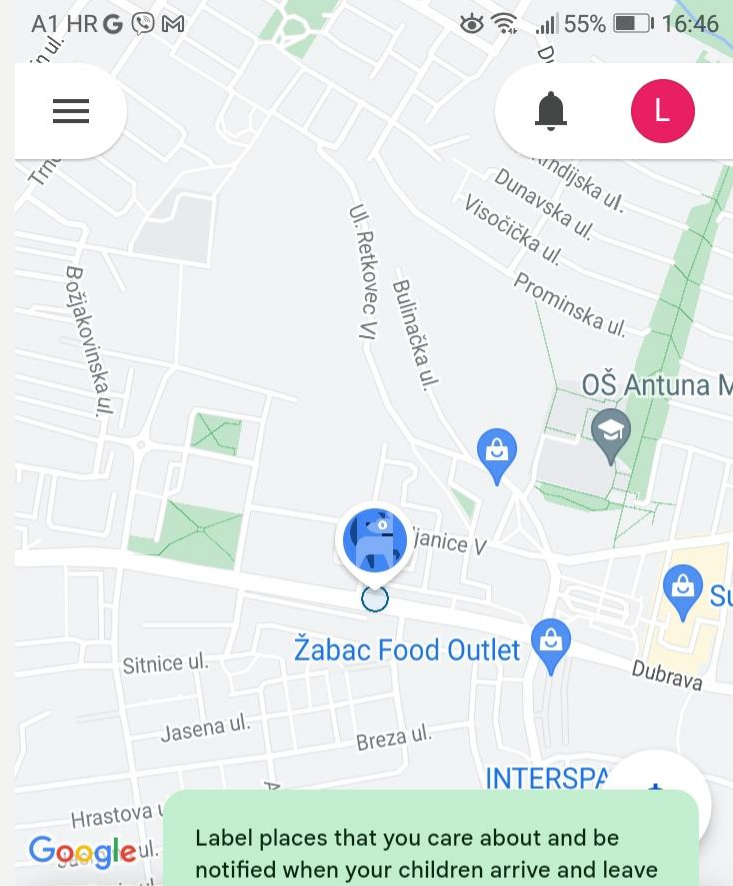 A1 HR G 55% 16:46
L
Dunavska ul.
Visočička ul.
Prominska ul.
Ul. Retkovec VI
Bulinačka ul.
Božjakovinska ul.
OŠ Antuna
Žabac Food Outlet
Dubrava
Sitnice ul.
Jasena ul.
Breza ul.
Hrastova
Google
Label places that you care about and be
notified when your children arrive and leave